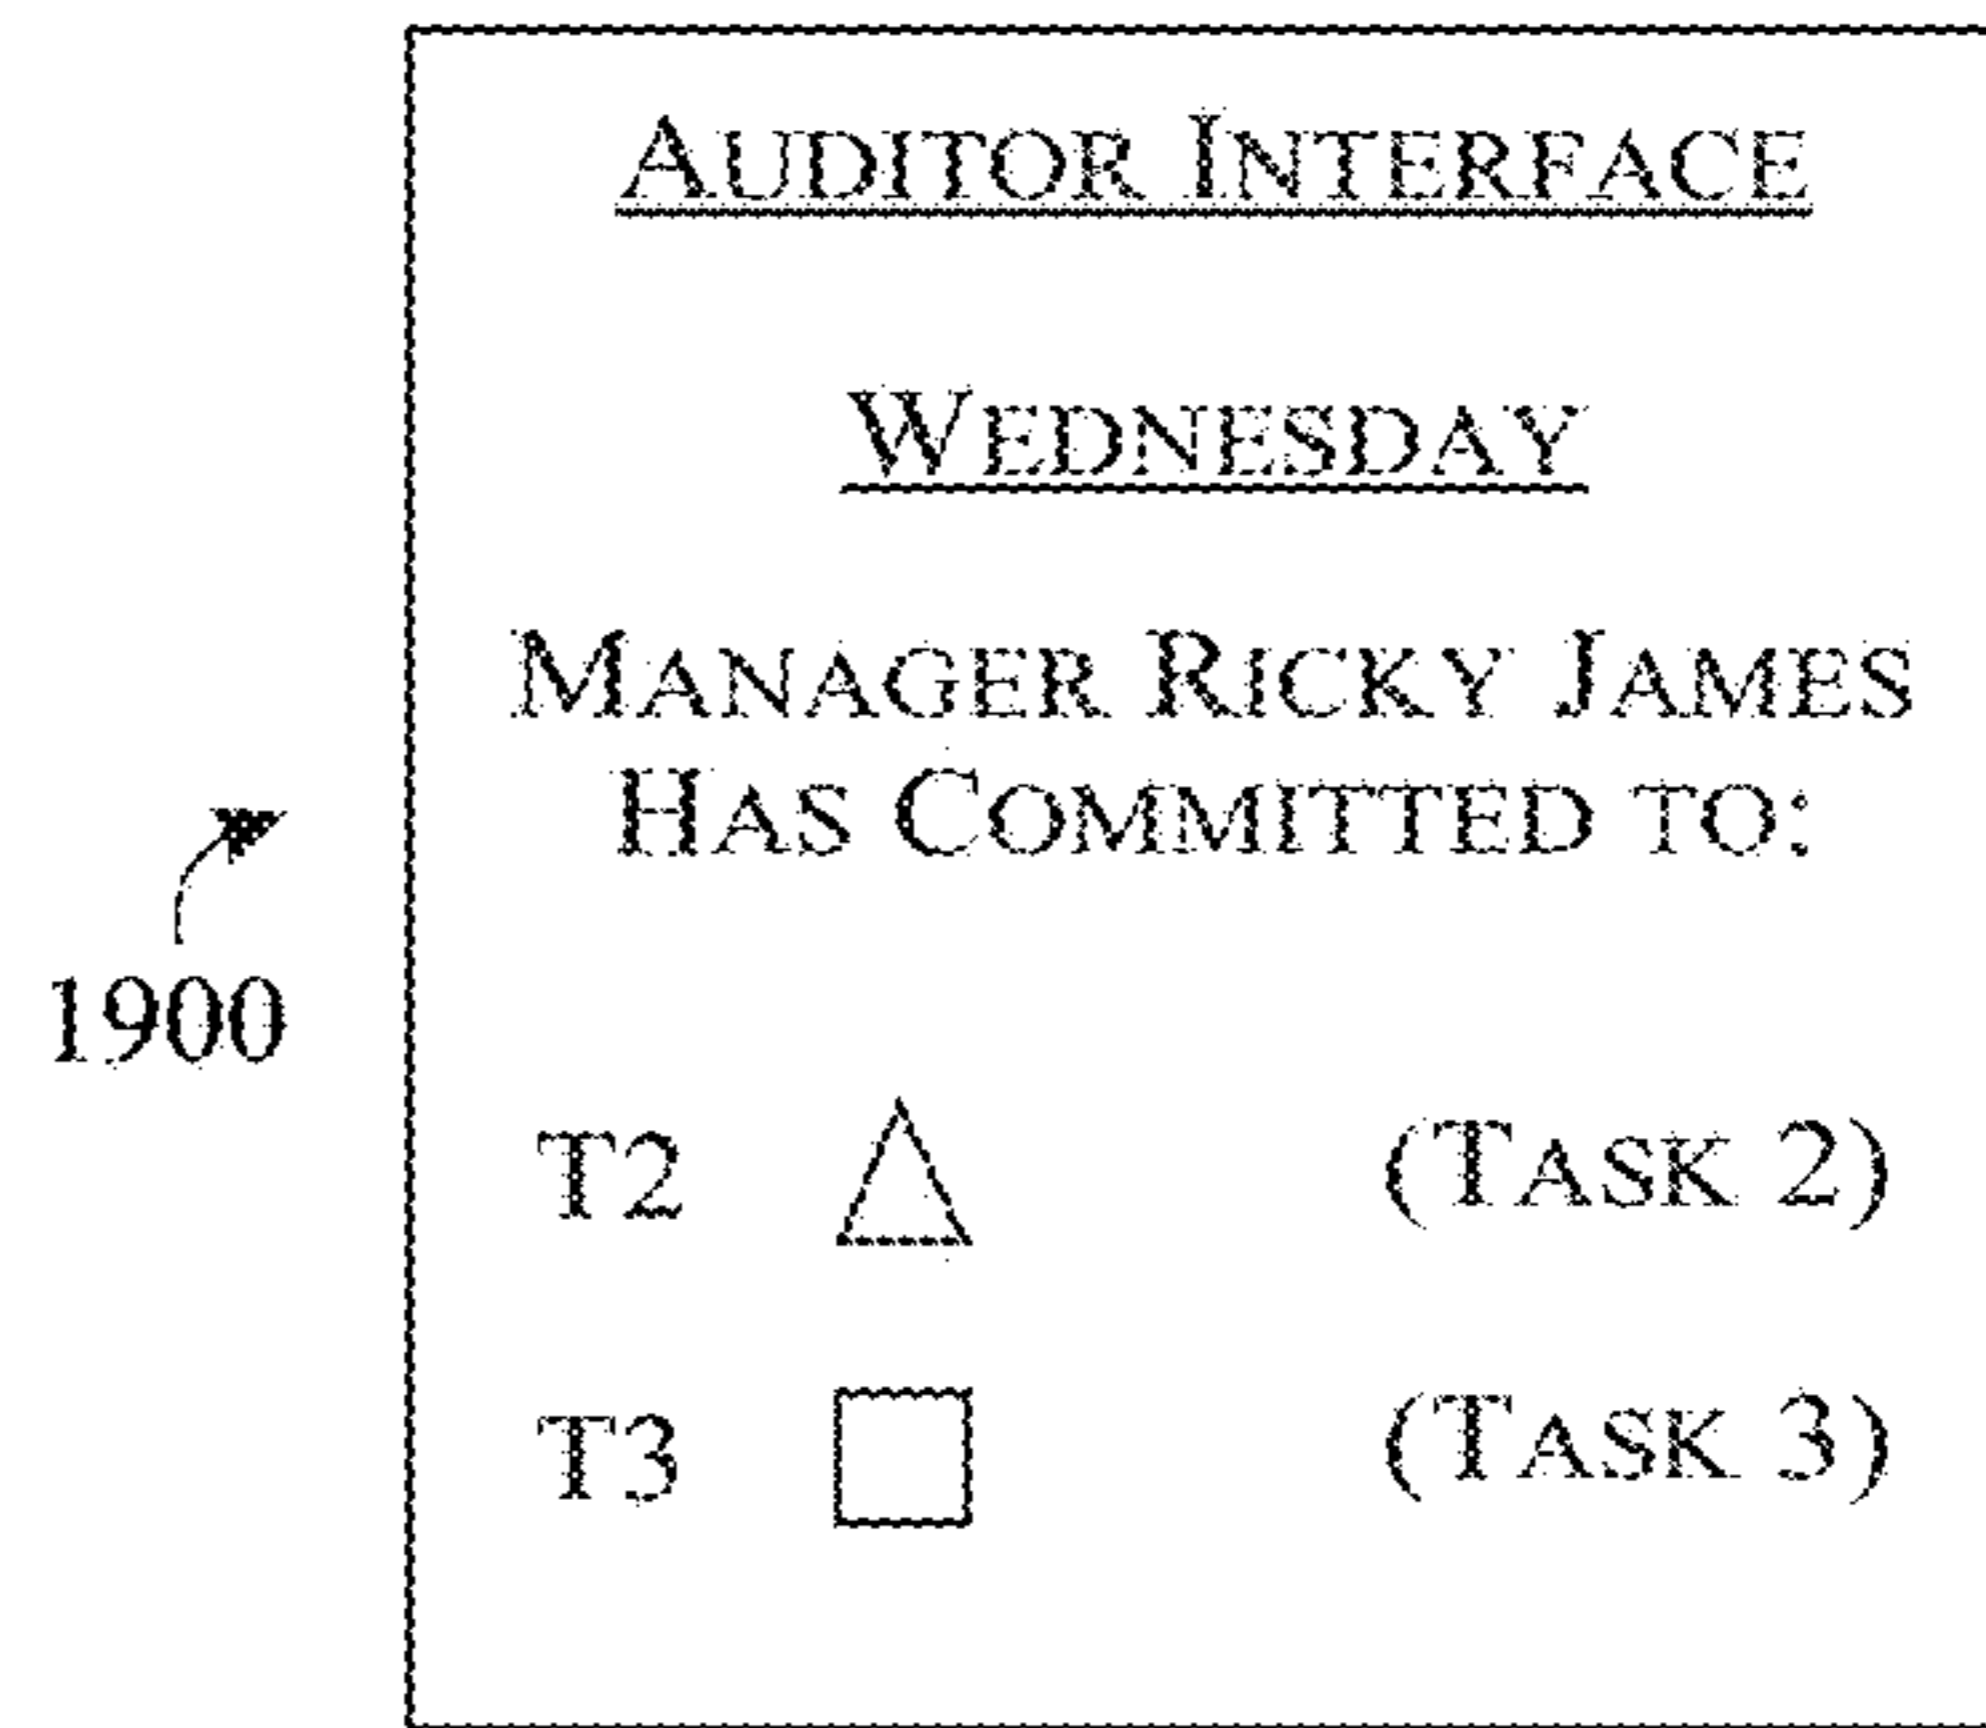 AUDITOR INTERFACE
WEDNESDAY
MANAGER RICKY JAMES
HAS COMMITTED TO:
1900
T2 (TASK 2)
T3 (TASK 3)